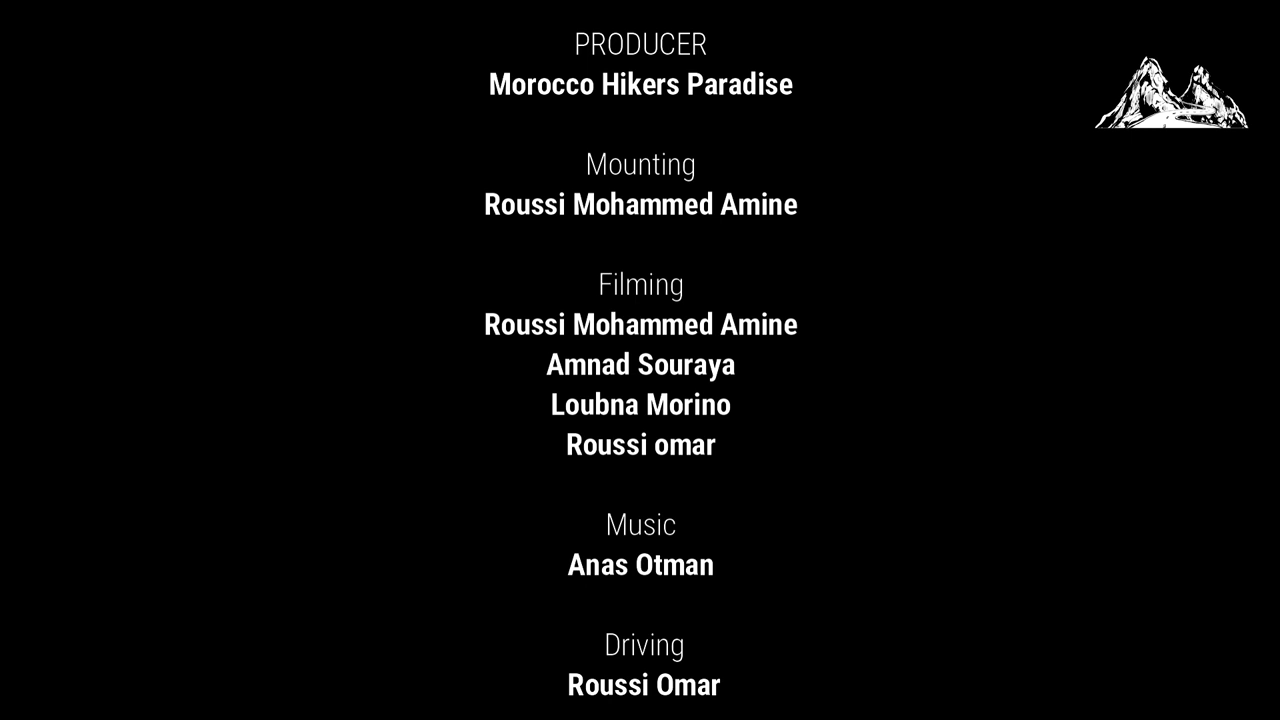 PRODUCER
Morocco Hikers Paradise
Mounting
Roussi Mohammed Amine
Filming
Roussi Mohammed Amine
Amnad Souraya
Loubna Morino
Roussi omar
Music
Anas Otman
Driving
Roussi Omar